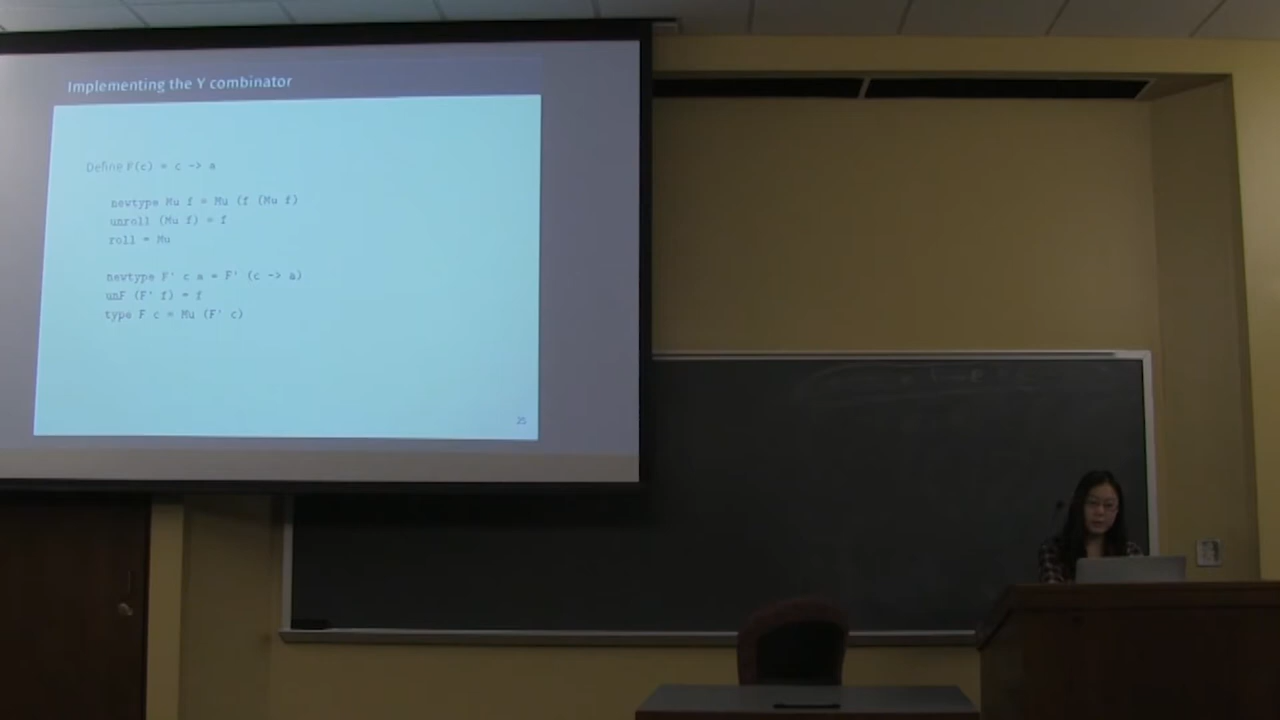 Implementing the Y combinator
Define F(c) = c -> a
newtype Mu f = Mu (f (Mu f)
unroll (Mu f) = f
roll = Mu
newtype F' c a = F' (c -> a)
unF (F' f) = f
type F c = Mu (F' c)
25